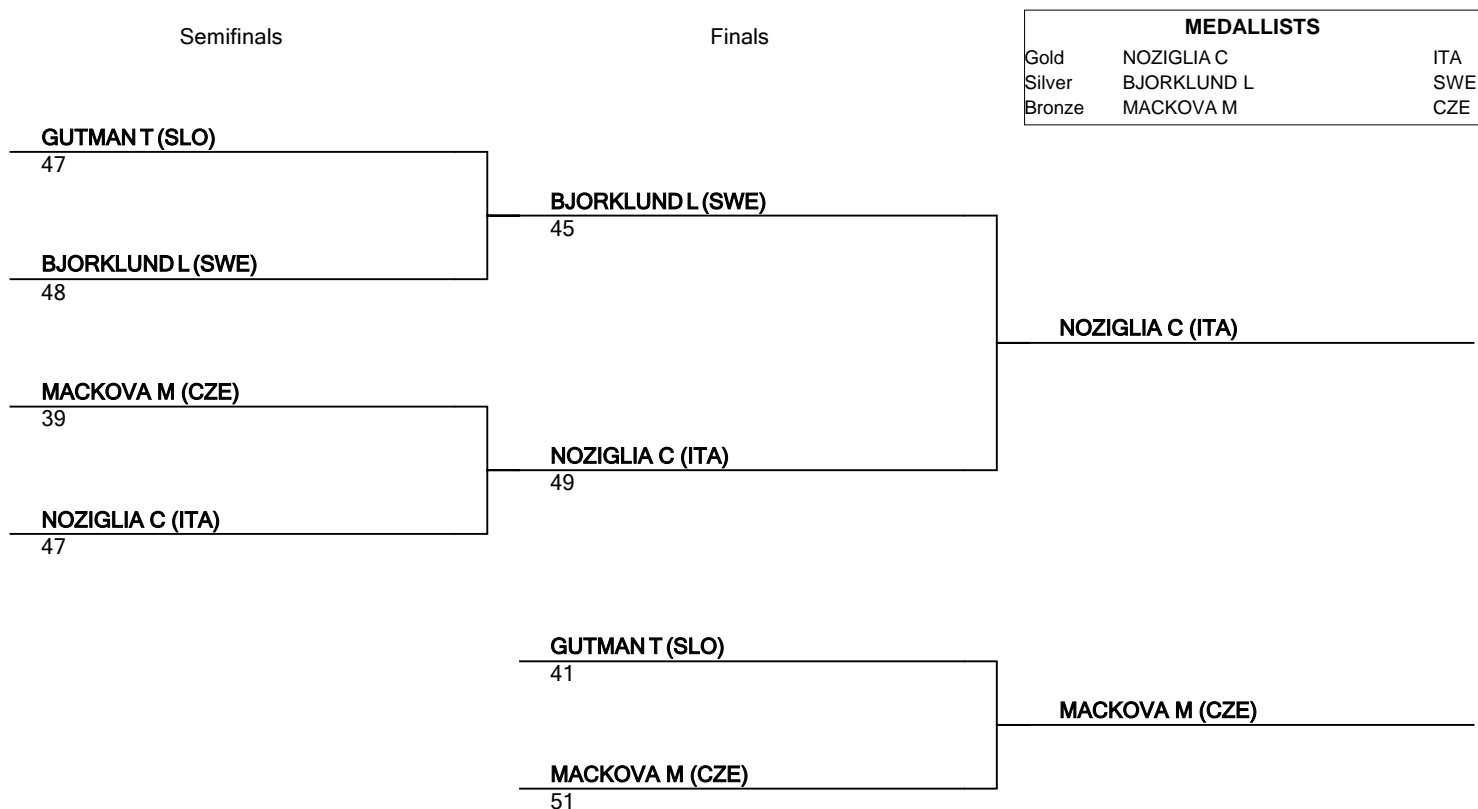 Semifinals
Finals
MEDALLISTS
Gold NOZIGLIA C ITA
Silver BJORKLUND L SWE
Bronze MACKOVA M CZE
GUTMAN T (SLO)
47
BJORKLUND L (SWE)
45
BJORKLUND L (SWE)
48
NOZIGLIA C (ITA)
MACKOVA M (CZE)
39
NOZIGLIA C (ITA)
49
NOZIGLIA C (ITA)
47
GUTMAN T (SLO)
41
MACKOVA M (CZE)
MACKOVA M (CZE)
51